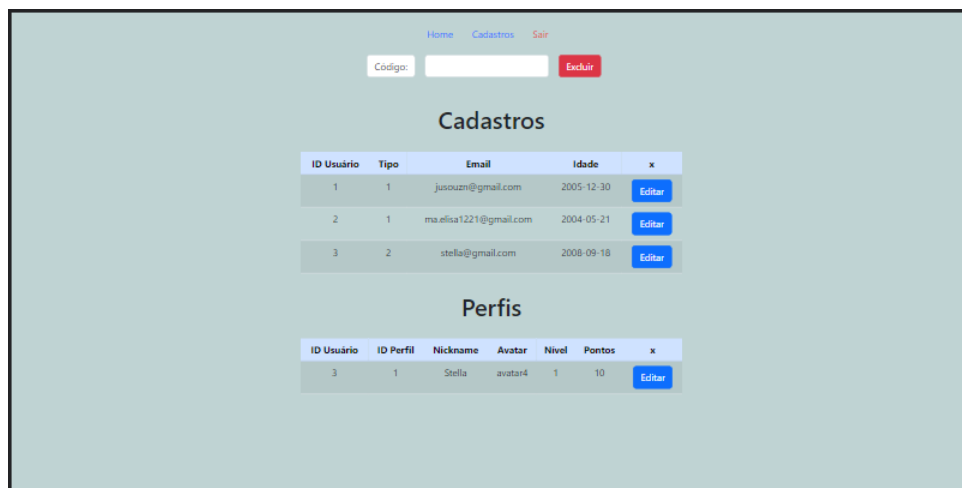 Home Cadastros Sair
Código: Excluir
Cadastros
ID Usuário Tipo Email Idade x
1 1 jusouzn@gmail.com 2005-12-30 Editar
2 1 ma.elisa1221@gmail.com 2004-05-21 Editar
3 2 stella@gmail.com 2008-09-18 Editar
Perfis
ID Usuário ID Perfil Nickname Avatar Nível Pontos x
3 1 Stella avatar4 1 10 Editar